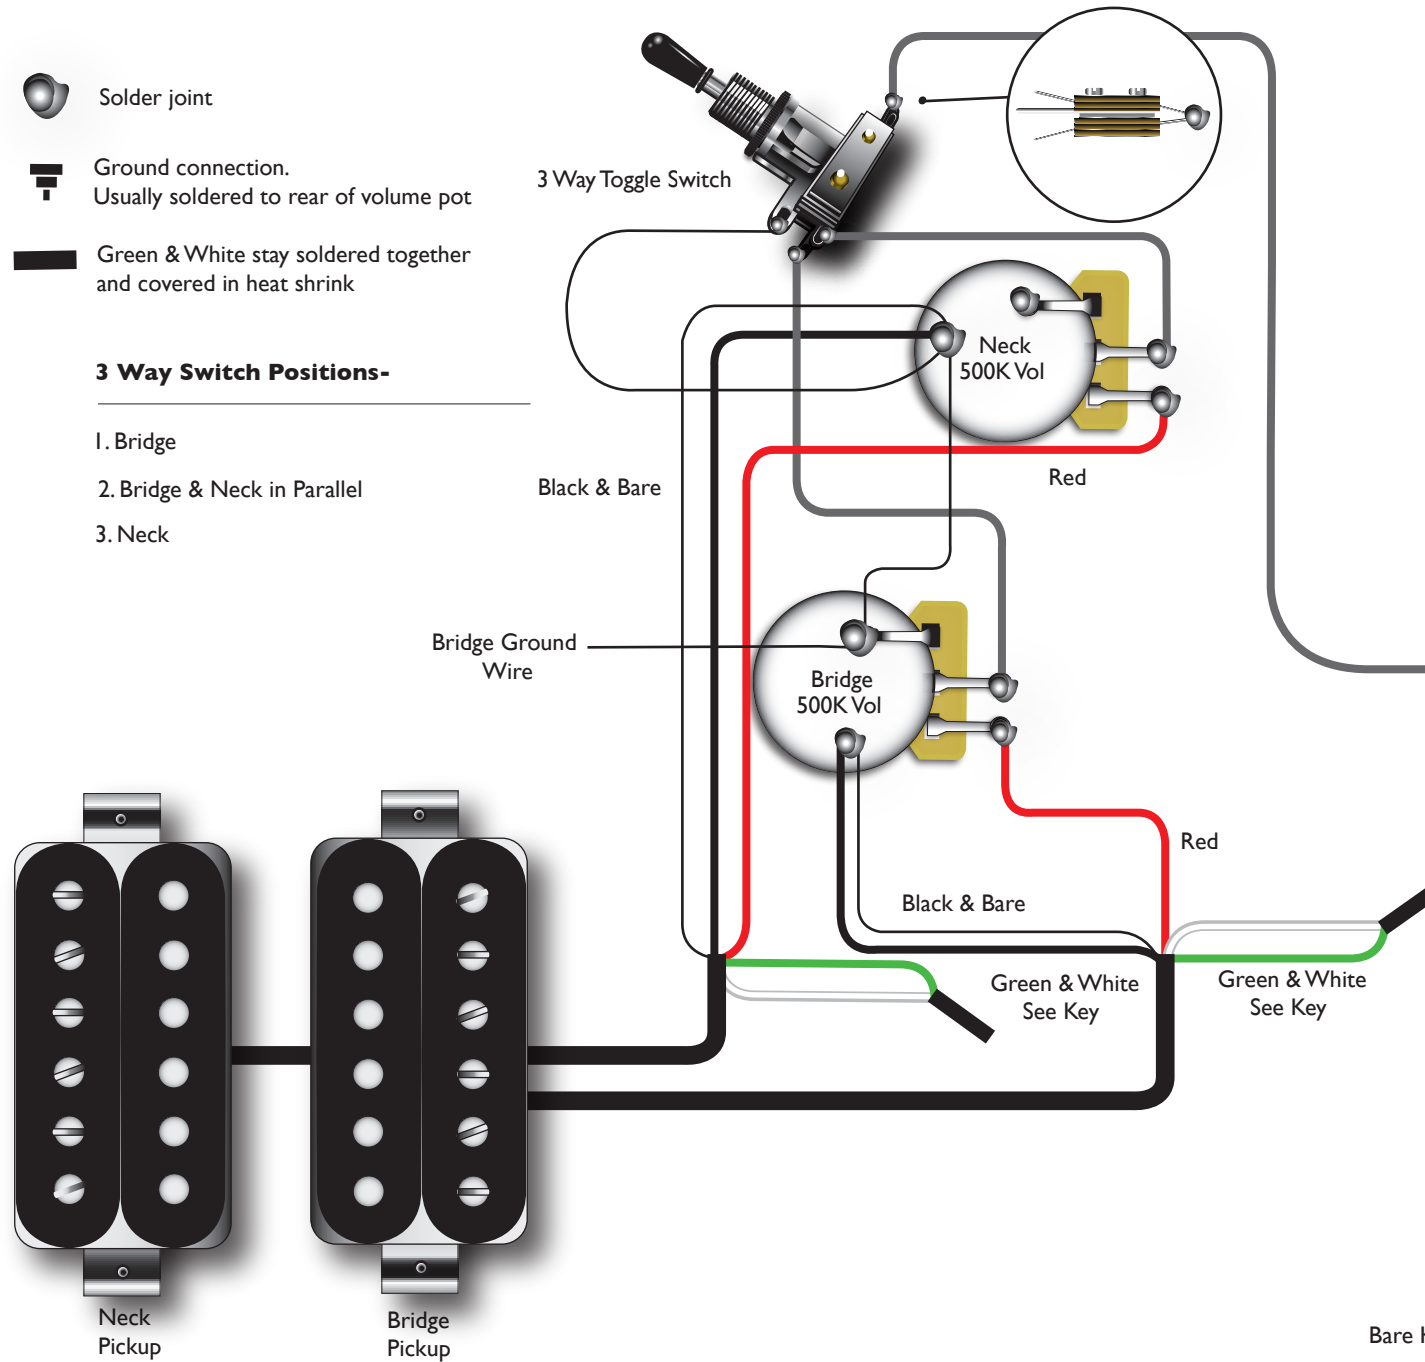 Solder joint
Ground connection.
Usually soldered to rear of volume pot
Green & White stay soldered together
and covered in heat shrink
3 Way Switch Positions-
1. Bridge
2. Bridge & Neck in Parallel
3. Neck
3 Way Toggle Switch
Neck
500K Vol
Red
Black & Bare
Bridge Ground
Wire
Bridge
500K Vol
Red
Black & Bare
Green & White
See Key
Green & White
See Key
Neck
Pickup
Bridge
Pickup
Bare